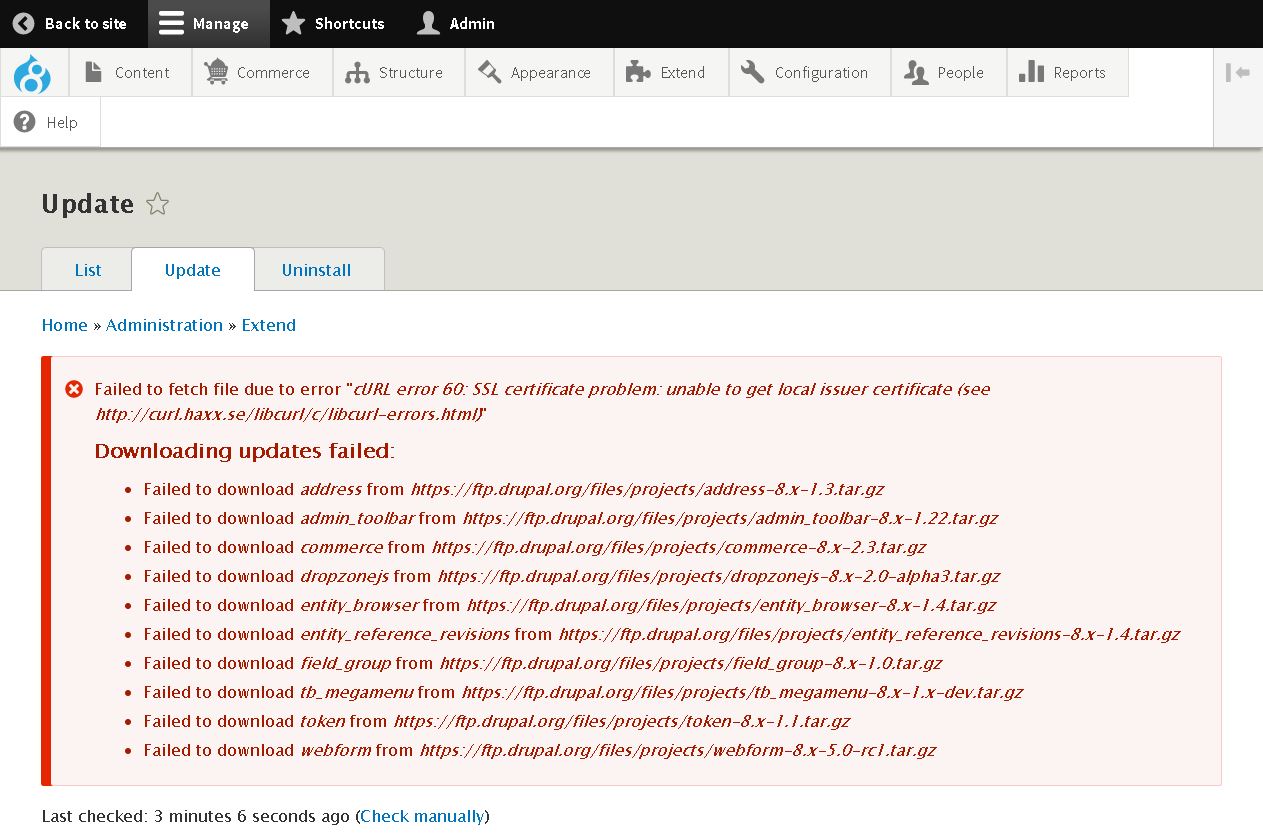 Back to site Manage Shortcuts Admin
Content Commerce Structure Appearance Extend Configuration People Reports
Help
Update
List Update Uninstall
Home » Administration » Extend
Failed to fetch file due to error "cURL error 60: SSL certificate problem: unable to get local issuer certificate (see
http://curl.haxx.se/libcurl/c/libcurl-errors.html)"
Downloading updates failed:
• Failed to download address from https://ftp.drupal.org/files/projects/address-8.x-1.3.tar.gz
• Failed to download admin_toolbar from https://ftp.drupal.org/files/projects/admin_toolbar-8.x-1.22.tar.gz
• Failed to download commerce from https://ftp.drupal.org/files/projects/commerce-8.x-2.3.tar.gz
• Failed to download dropzonejs from https://ftp.drupal.org/files/projects/dropzonejs-8.x-2.0-alpha3.tar.gz
• Failed to download entity_browser from https://ftp.drupal.org/files/projects/entity_browser-8.x-1.4.tar.gz
• Failed to download entity_reference_revisions from https://ftp.drupal.org/files/projects/entity_reference_revisions-8.x-1.4.tar.gz
• Failed to download field_group from https://ftp.drupal.org/files/projects/field_group-8.x-1.0.tar.gz
• Failed to download tb_megamenu from https://ftp.drupal.org/files/projects/tb_megamenu-8.x-1.x-dev.tar.gz
• Failed to download token from https://ftp.drupal.org/files/projects/token-8.x-1.1.tar.gz
• Failed to download webform from https://ftp.drupal.org/files/projects/webform-8.x-5.0-rc1.tar.gz
Last checked: 3 minutes 6 seconds ago (Check manually)